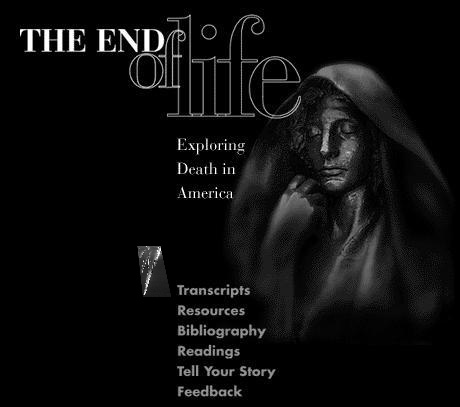 THE END
of life
Exploring
Death in
America
Transcripts
Resources
Bibliography
Readings
Tell Your Story
Feedback